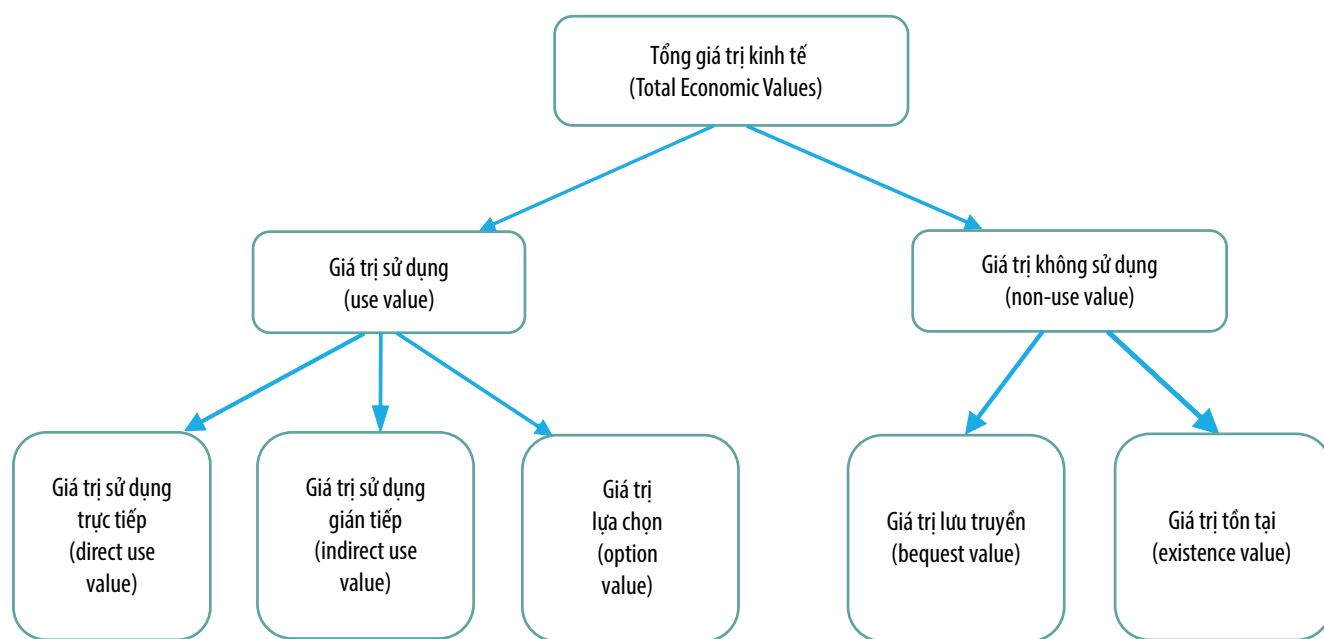 Tổng giá trị kinh tế
(Total Economic Values)
Giá trị sử dụng
(use value)
Giá trị không sử dụng
(non-use value)
Giá trị sử dụng
trực tiếp
(direct use
value)
Giá trị sử dụng
gián tiếp
(indirect use
value)
Giá trị
lựa chọn
(option
value)
Giá trị lưu truyền
(bequest value)
Giá trị tồn tại
(existence value)